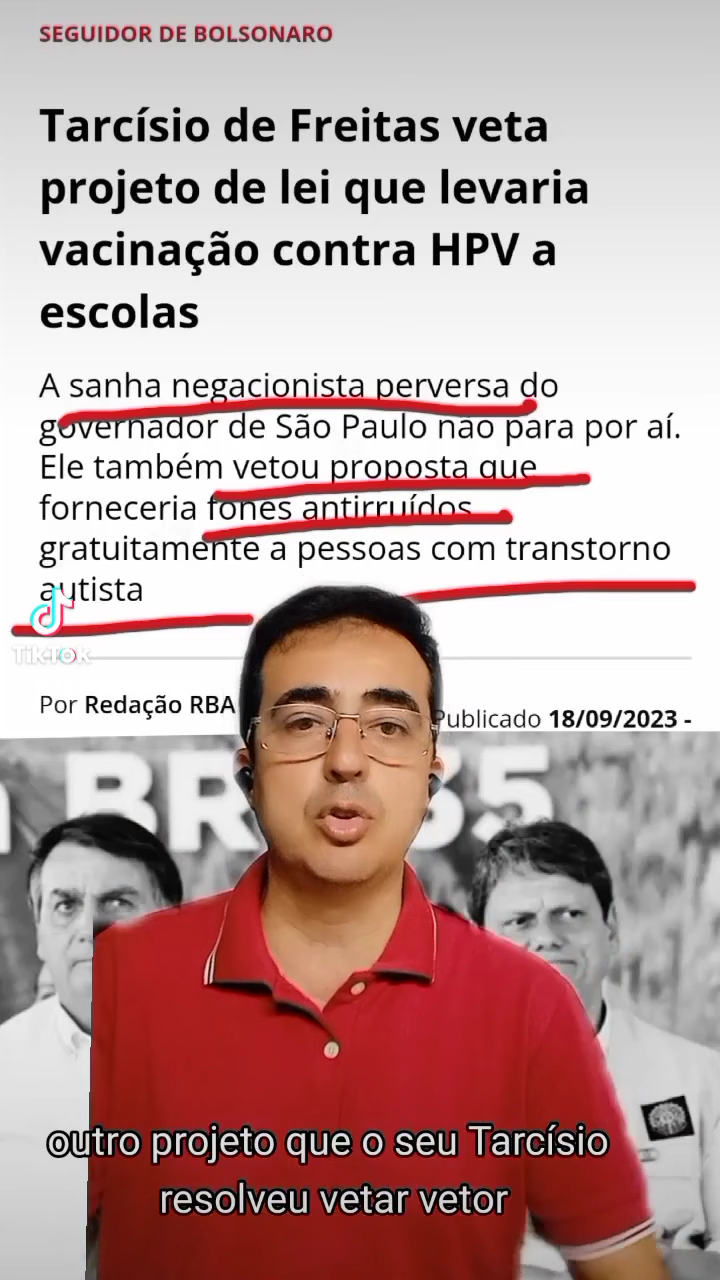 SEGUIDOR DE BOLSONARO
Tarcísio de Freitas veta
projeto de lei que levaria
vacinação contra HPV a
escolas
A sanha negacionista perversa do
governador de São Paulo não para por aí.
Ele também vetou proposta que
forneceria fones antirruídos
gratuitamente a pessoas com transtorno
autista
TikTok
Por Redação RBA
Publicado 18/09/2023 -
BR
35
outro projeto que o seu Tarcísio
resolveu vetar vetor